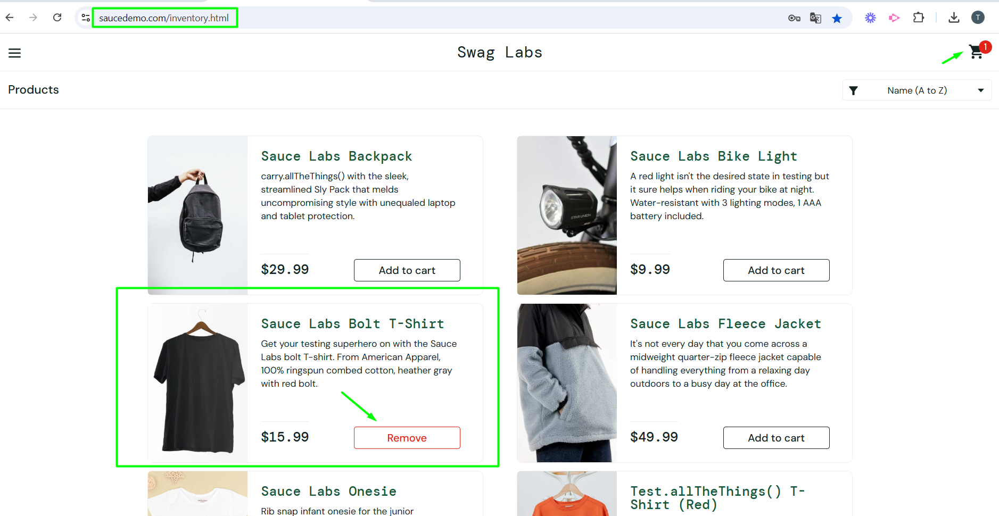 saucedemo.com/inventory.html
T
Swag Labs
1
Products
Name (A to Z)
Sauce Labs Backpack
carry.allTheThings() with the sleek,
streamlined Sly Pack that melds
uncompromising style with unequaled laptop
and tablet protection.
$29.99
Add to cart
Sauce Labs Bike Light
A red light isn't the desired state in testing but
it sure helps when riding your bike at night.
Water-resistant with 3 lighting modes, 1 AAA
battery included.
STAR UNION
$9.99
Add to cart
Sauce Labs Bolt T-Shirt
Get your testing superhero on with the Sauce
Labs bolt T-shirt. From American Apparel,
100% ringspun combed cotton, heather gray
with red bolt.
$15.99
Remove
Sauce Labs Fleece Jacket
It's not every day that you come across a
midweight quarter-zip fleece jacket capable
of handling everything from a relaxing day
outdoors to a busy day at the office.
$49.99
Add to cart
Sauce Labs Onesie
Rib snap infant onesie for the junior
Test.allTheThings() T-
Shirt (Red)